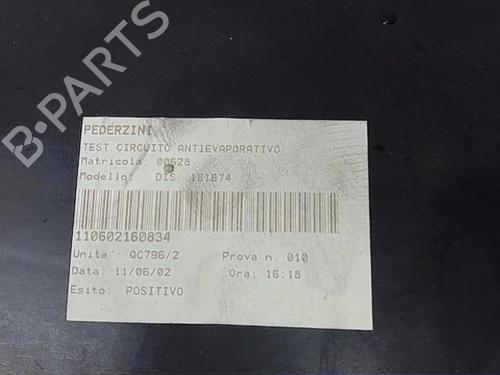 PEDERZINI
TEST CIRCUITO ANTIEVAPORATIVO
Matricola: 00628
Modello: DIS. 181874
110602160834
Unita': QC796/2 Prova n. 010
Data: 11/06/02 Ora: 16:18
Esito: POSITIVO
B-PARTS